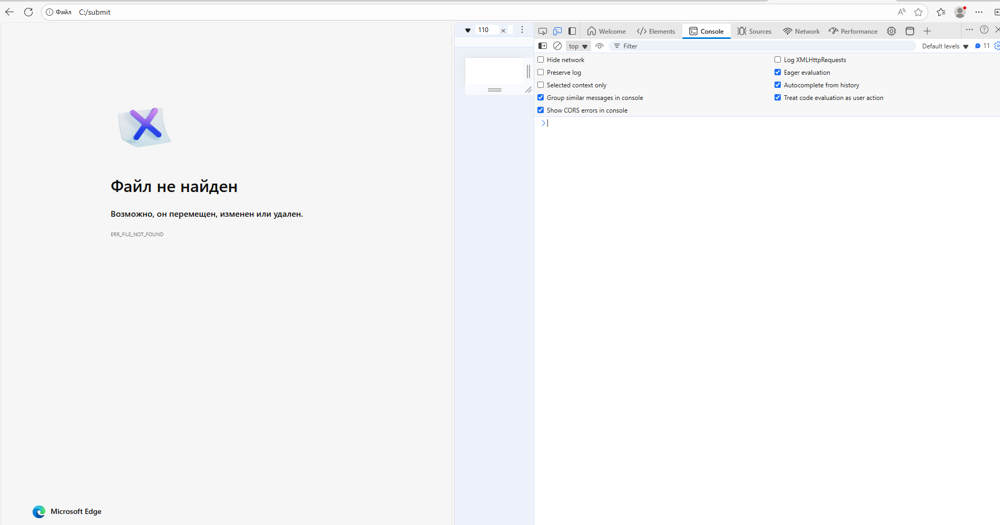 Файл C:/submit
110 ×
Welcome Elements Console Sources Network Performance
top Filter Default levels 11
Hide network Log XMLHttpRequests
Preserve log Eager evaluation
Selected context only Autocomplete from history
Group similar messages in console Treat code evaluation as user action
Show CORS errors in console
Файл не найден
Возможно, он перемещен, изменен или удален.
ERR_FILE_NOT_FOUND
Microsoft Edge